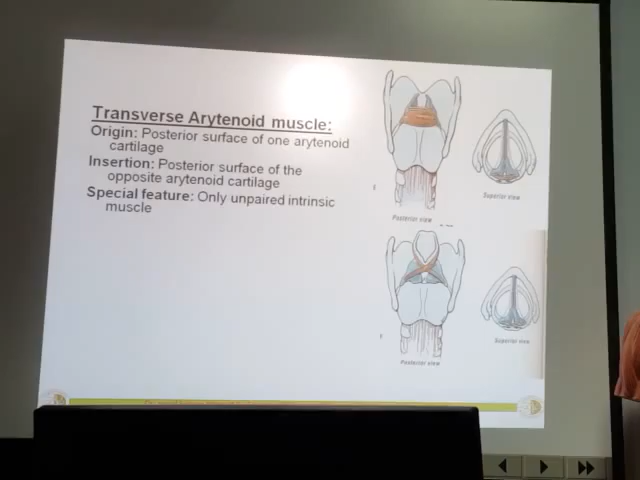 Transverse Arytenoid muscle:
Origin: Posterior surface of one arytenoid
cartilage
Insertion: Posterior surface of the
opposite arytenoid cartilage
Special feature: Only unpaired intrinsic
muscle
Superior view
Posterior view
Superior view
Posterior view